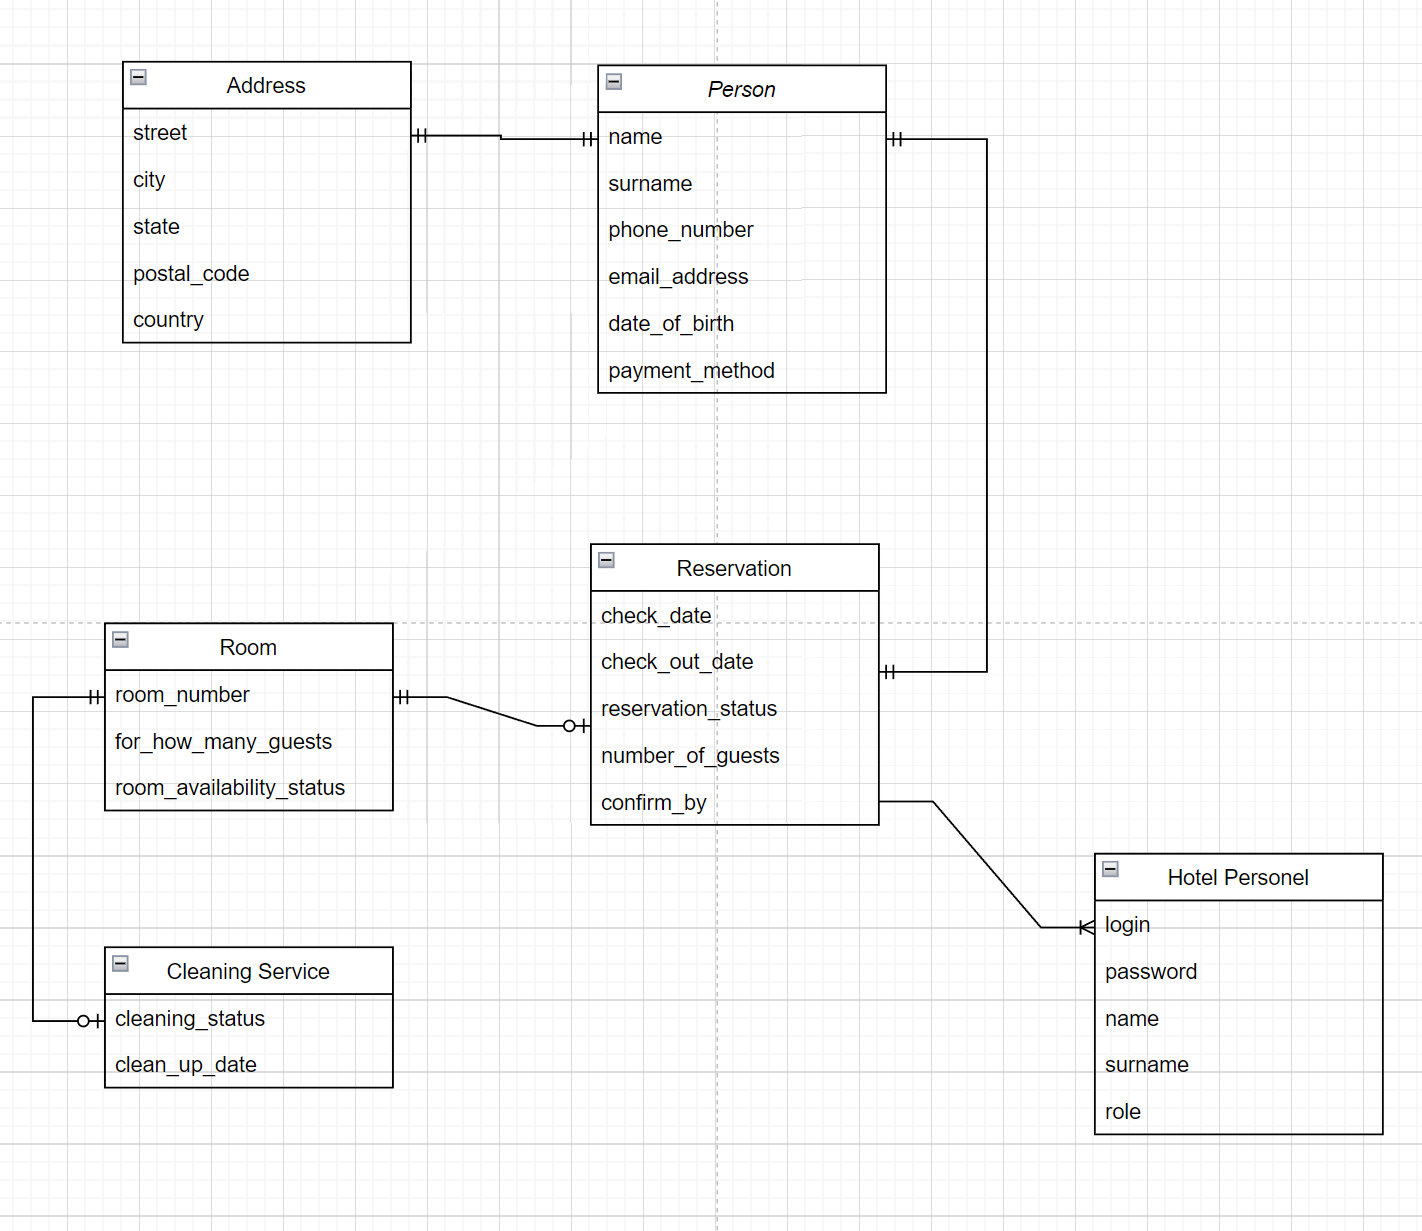 Address
street
city
state
postal_code
country
Person
name
surname
phone_number
email_address
date_of_birth
payment_method
Reservation
check_date
check_out_date
reservation_status
number_of_guests
confirm_by
Room
room_number
for_how_many_guests
room_availability_status
Cleaning Service
cleaning_status
clean_up_date
Hotel Personel
login
password
name
surname
role